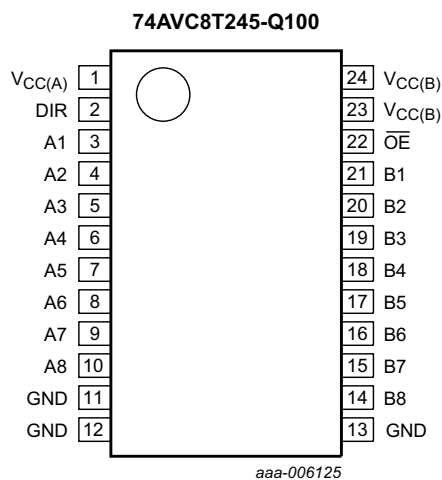 74AVC8T245-Q100
VCC(A) 1 24 VCC(B)
DIR 2 23 VCC(B)
A1 3 22 O̅E̅
A2 4 21 B1
A3 5 20 B2
A4 6 19 B3
A5 7 18 B4
A6 8 17 B5
A7 9 16 B6
A8 10 15 B7
GND 11 14 B8
GND 12 13 GND
aaa-006125